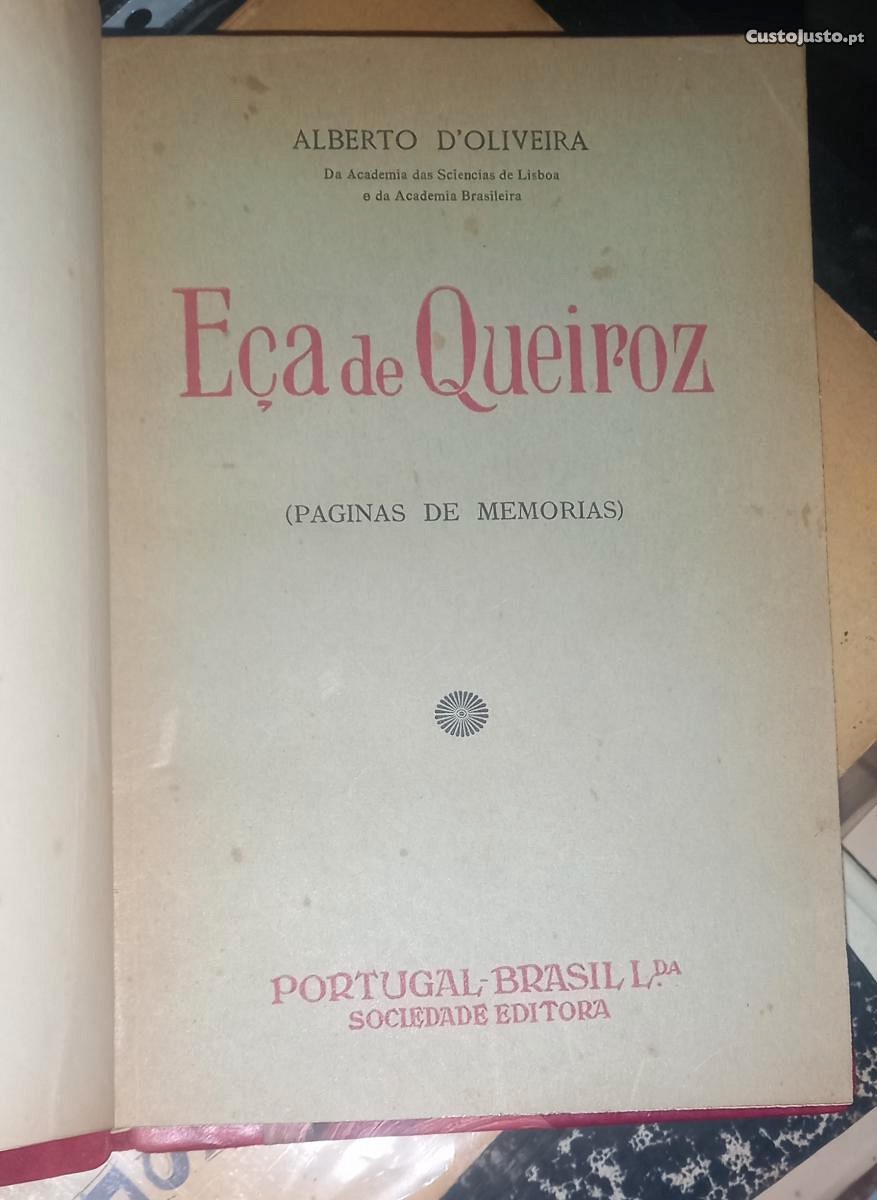 CustoJusto.pt
ALBERTO D'OLIVEIRA
Da Academia das Sciencias de Lisboa
e da Academia Brasileira
Eça de Queiroz
(PAGINAS DE MEMORIAS)
PORTUGAL-BRASIL L.DA
SOCIEDADE EDITORA